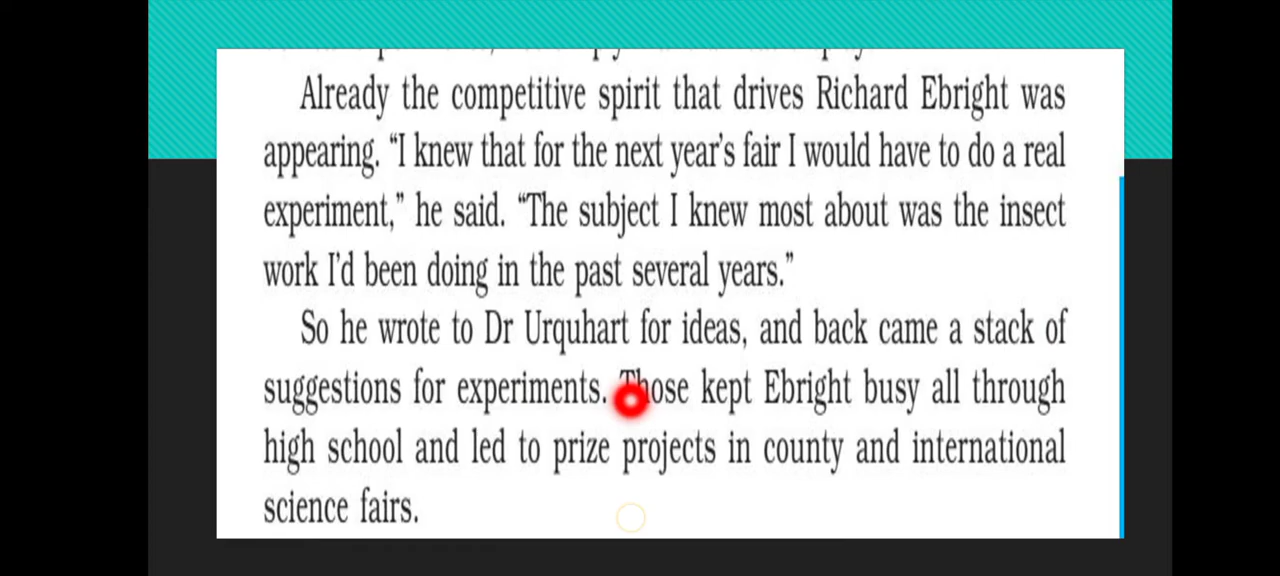 Already the competitive spirit that drives Richard Ebright was
appearing. “I knew that for the next year’s fair I would have to do a real
experiment,” he said. “The subject I knew most about was the insect
work I’d been doing in the past several years.”
So he wrote to Dr Urquhart for ideas, and back came a stack of
suggestions for experiments. Those kept Ebright busy all through
high school and led to prize projects in county and international
science fairs.